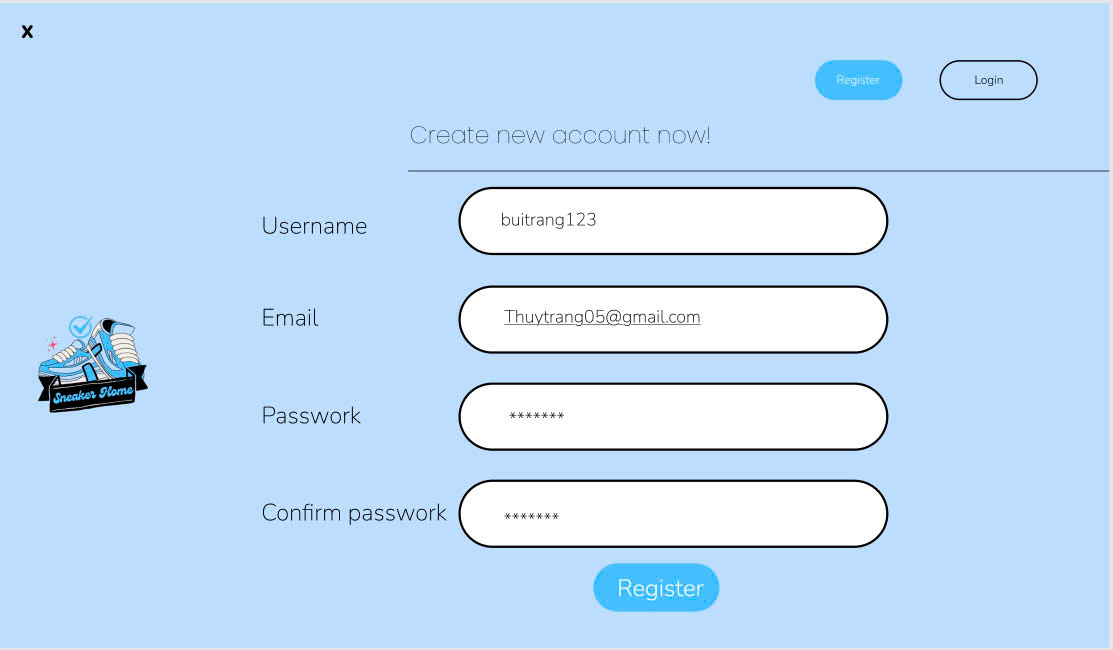 x
Register
Login
Create new account now!
Username
buitrang123
Email
Thuytrang05@gmail.com
Sneaker Home
Passwork
*******
Confirm passwork
*******
Register